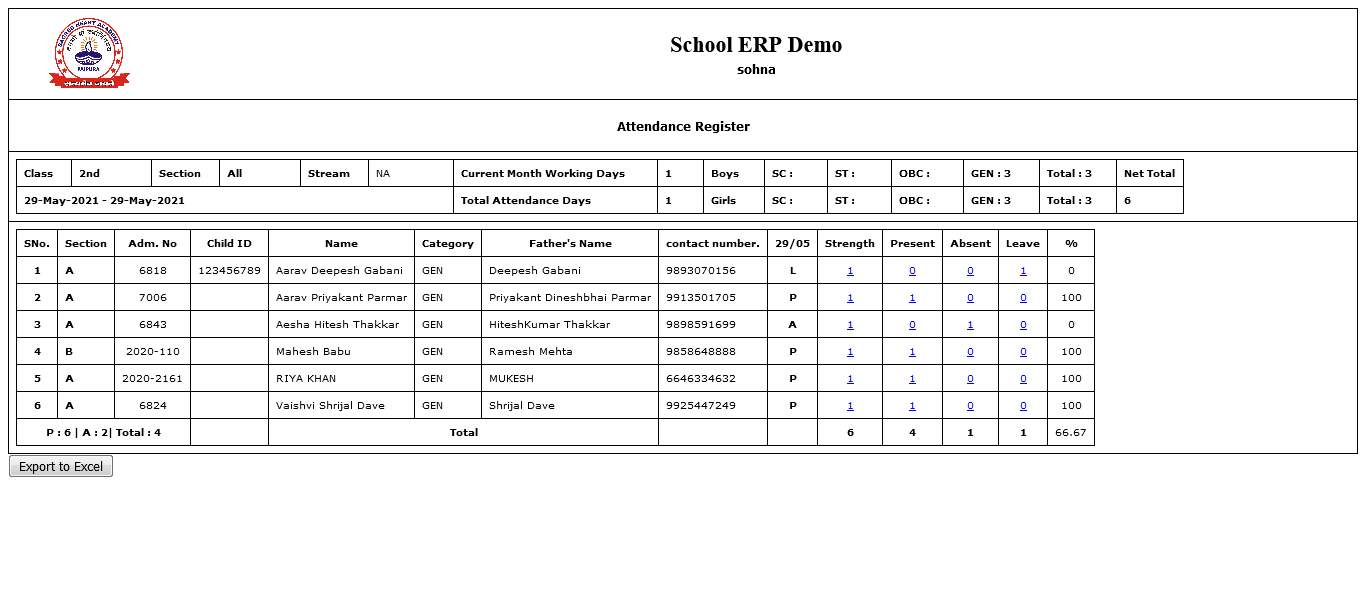 SACRED HEART ACADEMY
PAIPURA
School ERP Demo
sohna
Attendance Register
Class 2nd Section All Stream NA Current Month Working Days 1 Boys SC : ST : OBC : GEN : 3 Total : 3 Net Total
29-May-2021 - 29-May-2021 Total Attendance Days 1 Girls SC : ST : OBC : GEN : 3 Total : 3 6
SNo. Section Adm. No Child ID Name Category Father's Name contact number. 29/05 Strength Present Absent Leave %
1 A 6818 123456789 Aarav Deepesh Gabani GEN Deepesh Gabani 9893070156 L 1 0 0 1 0
2 A 7006 Aarav Priyakant Parmar GEN Priyakant Dineshbhai Parmar 9913501705 P 1 1 0 0 100
3 A 6843 Aesha Hitesh Thakkar GEN HiteshKumar Thakkar 9898591699 A 1 0 1 0 0
4 B 2020-110 Mahesh Babu GEN Ramesh Mehta 9858648888 P 1 1 0 0 100
5 A 2020-2161 RIYA KHAN GEN MUKESH 6646334632 P 1 1 0 0 100
6 A 6824 Vaishvi Shrijal Dave GEN Shrijal Dave 9925447249 P 1 1 0 0 100
P : 6 | A : 2| Total : 4 Total 6 4 1 1 66.67
Export to Excel